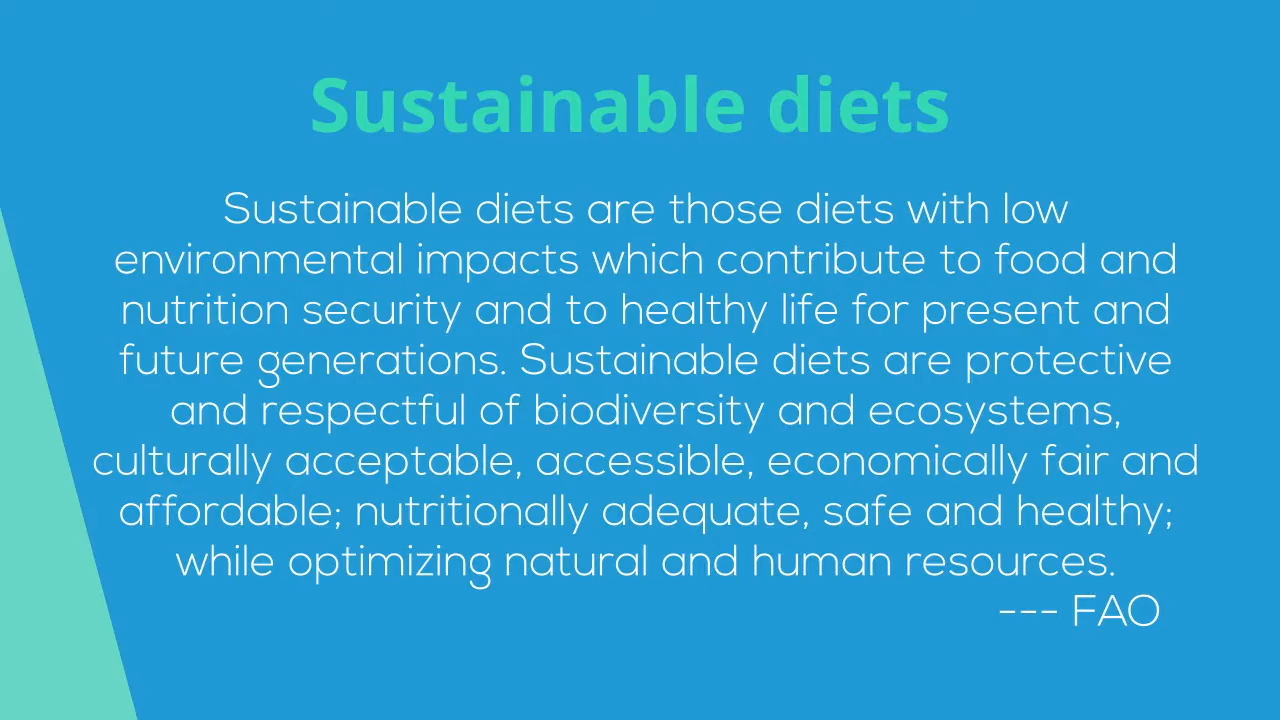 Sustainable diets
Sustainable diets are those diets with low
environmental impacts which contribute to food and
nutrition security and to healthy life for present and
future generations. Sustainable diets are protective
and respectful of biodiversity and ecosystems,
culturally acceptable, accessible, economically fair and
affordable; nutritionally adequate, safe and healthy;
while optimizing natural and human resources.
--- FAO